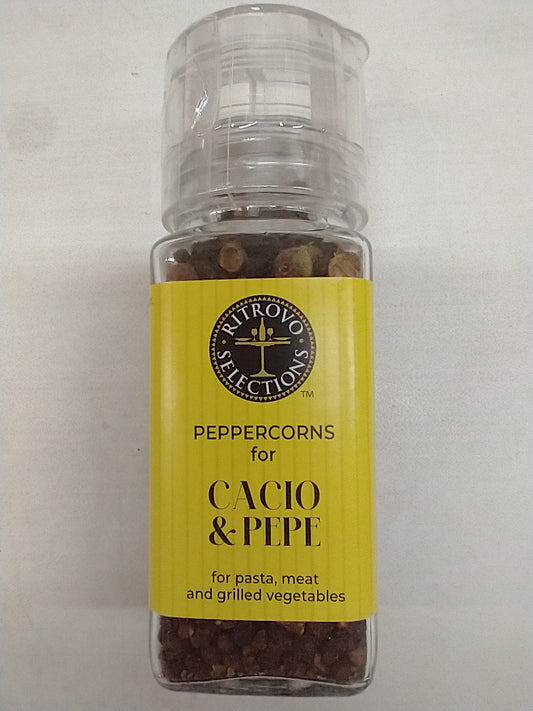 RITROVO
SELECTIONS
TM
PEPPERCORNS
for
CACIO
& PEPE
for pasta, meat
and grilled vegetables